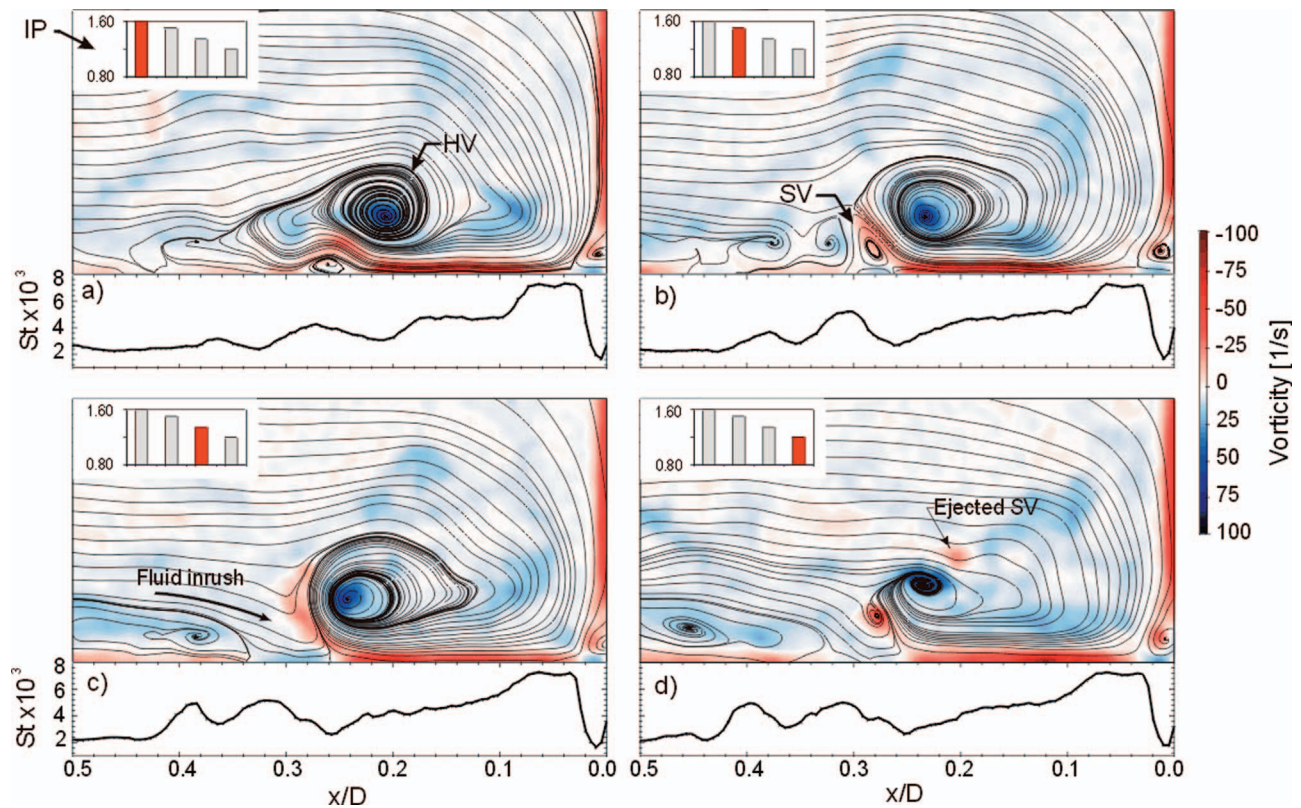 IP
1.60
0.80
HV
1.60
0.80
SV
St x10³
8
6
4
2
a)
b)
1.60
0.80
Fluid inrush
1.60
0.80
Ejected SV
St x10³
8
6
4
2
c)
d)
0.5
0.4
0.3
0.2
0.1
0.0
x/D
0.5
0.4
0.3
0.2
0.1
0.0
x/D
-100
-75
-50
-25
0
25
50
75
100
Vorticity [1/s]